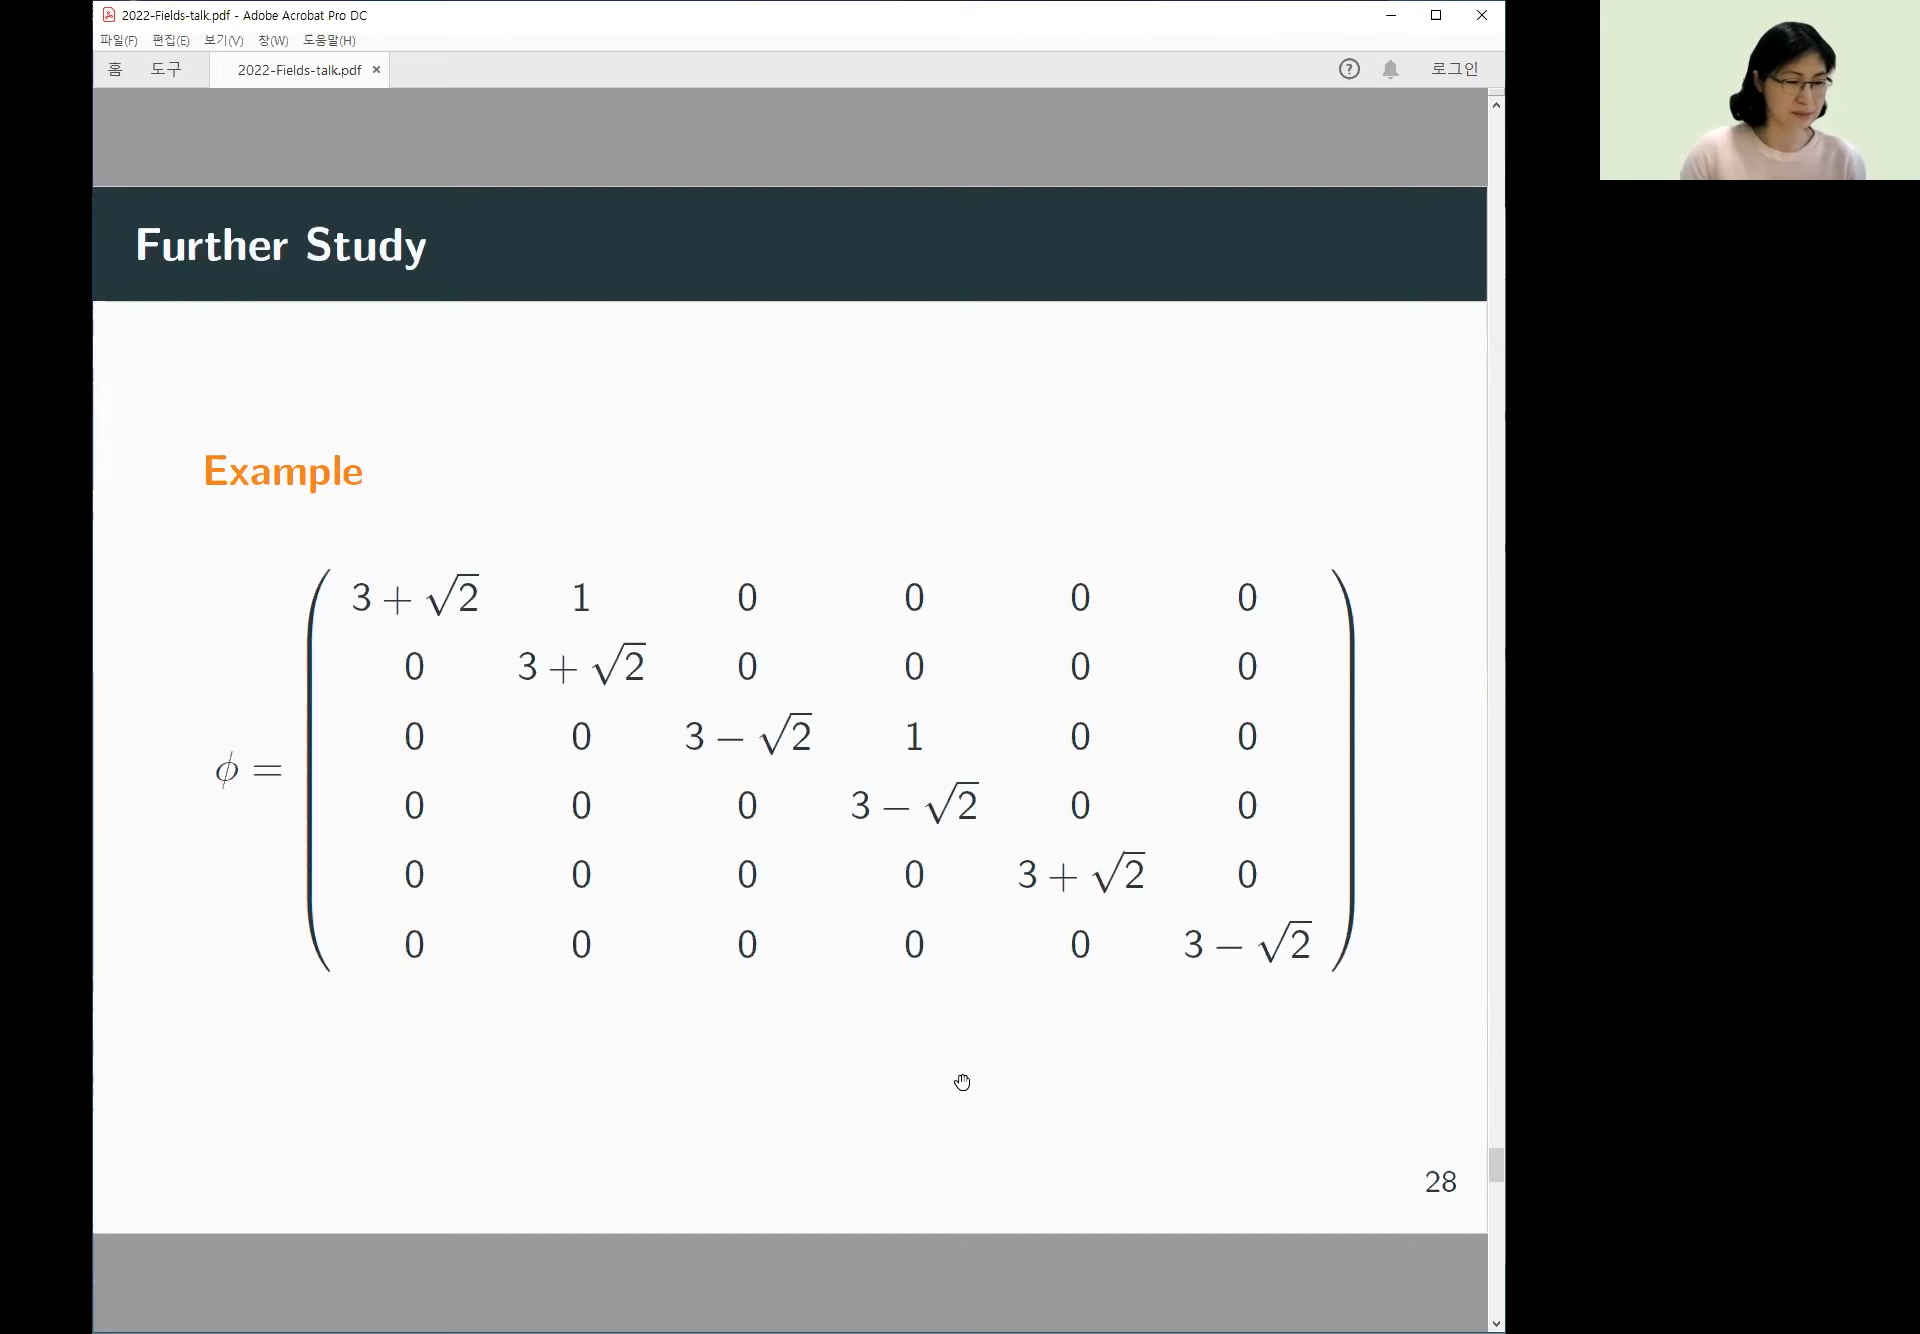 2022-Fields-talk.pdf - Adobe Acrobat Pro DC
파일(F) 편집(E) 보기(V) 창(W) 도움말(H)
홈 도구 2022-Fields-talk.pdf × ? 로그인
Further Study
Example
3 + √2 1 0 0 0 0
0 3 + √2 0 0 0 0
0 0 3 − √2 1 0 0
ϕ =
0 0 0 3 − √2 0 0
0 0 0 0 3 + √2 0
0 0 0 0 0 3 − √2
28